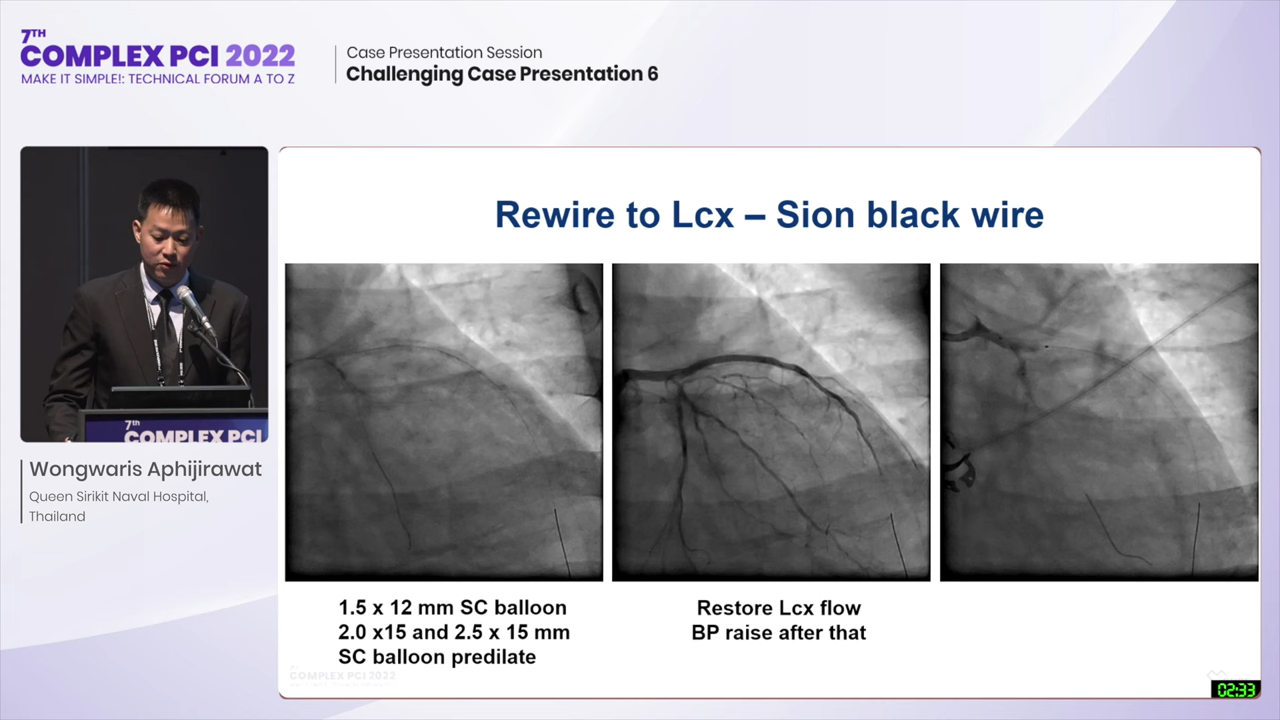 7TH
COMPLEX PCI 2022
MAKE IT SIMPLE!: TECHNICAL FORUM A TO Z
Case Presentation Session
Challenging Case Presentation 6
7th
COMPLEX PCI
Wongwaris Aphijirawat
Queen Sirikit Naval Hospital,
Thailand
Rewire to Lcx – Sion black wire
1.5 x 12 mm SC balloon
2.0 x15 and 2.5 x 15 mm
SC balloon predilate
Restore Lcx flow
BP raise after that
COMPLEX PCI 2022
02:33